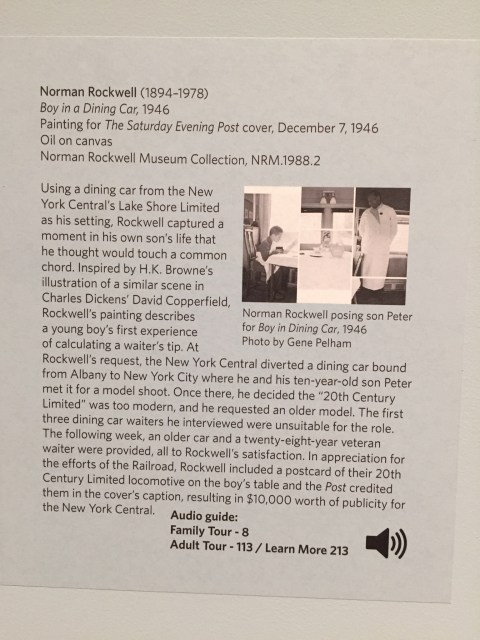 Norman Rockwell (1894–1978)
Boy in a Dining Car, 1946
Painting for The Saturday Evening Post cover, December 7, 1946
Oil on canvas
Norman Rockwell Museum Collection, NRM.1988.2
Using a dining car from the New
York Central's Lake Shore Limited
as his setting, Rockwell captured a
moment in his own son's life that
he thought would touch a common
chord. Inspired by H.K. Browne's
illustration of a similar scene in
Charles Dickens' David Copperfield,
Rockwell's painting describes
a young boy's first experience
of calculating a waiter's tip. At
Rockwell's request, the New York Central diverted a dining car bound
from Albany to New York City where he and his ten-year-old son Peter
met it for a model shoot. Once there, he decided the "20th Century
Limited" was too modern, and he requested an older model. The first
three dining car waiters he interviewed were unsuitable for the role.
The following week, an older car and a twenty-eight-year veteran
waiter were provided, all to Rockwell's satisfaction. In appreciation for
the efforts of the Railroad, Rockwell included a postcard of their 20th
Century Limited locomotive on the boy's table and the Post credited
them in the cover's caption, resulting in $10,000 worth of publicity for
the New York Central.
Norman Rockwell posing son Peter
for Boy in Dining Car, 1946
Photo by Gene Pelham
Audio guide:
Family Tour - 8
Adult Tour - 113 / Learn More 213